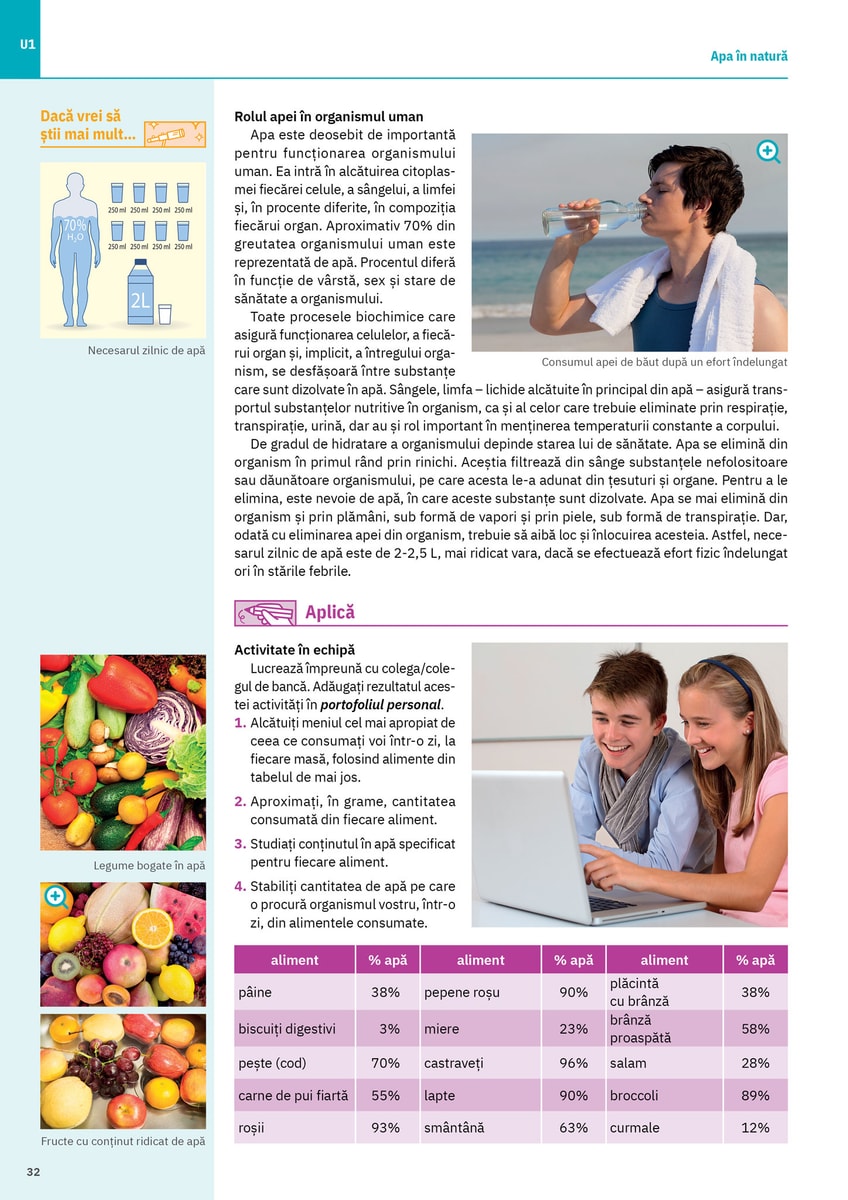 U1
Apa în natură
Dacă vrei să
știi mai mult...
70%
H₂O
250 ml 250 ml 250 ml 250 ml
250 ml 250 ml 250 ml 250 ml
2L
Necesarul zilnic de apă
Rolul apei în organismul uman
Apa este deosebit de importantă
pentru funcționarea organismului
uman. Ea intră în alcătuirea citoplas-
mei fiecărei celule, a sângelui, a limfei
și, în procente diferite, în compoziția
fiecărui organ. Aproximativ 70% din
greutatea organismului uman este
reprezentată de apă. Procentul diferă
în funcție de vârstă, sex și stare de
sănătate a organismului.
Toate procesele biochimice care
asigură funcționarea celulelor, a fiecă-
rui organ și, implicit, a întregului orga-
nism, se desfășoară între substanțe
care sunt dizolvate în apă. Sângele, limfa – lichide alcătuite în principal din apă – asigură trans-
portul substanțelor nutritive în organism, ca și al celor care trebuie eliminate prin respirație,
transpirație, urină, dar au și rol important în menținerea temperaturii constante a corpului.
De gradul de hidratare a organismului depinde starea lui de sănătate. Apa se elimină din
organism în primul rând prin rinichi. Aceștia filtrează din sânge substanțele nefolositoare
sau dăunătoare organismului, pe care acesta le-a adunat din țesuturi și organe. Pentru a le
elimina, este nevoie de apă, în care aceste substanțe sunt dizolvate. Apa se mai elimină din
organism și prin plămâni, sub formă de vapori și prin piele, sub formă de transpirație. Dar,
odată cu eliminarea apei din organism, trebuie să aibă loc și înlocuirea acesteia. Astfel, nece-
sarul zilnic de apă este de 2-2,5 L, mai ridicat vara, dacă se efectuează efort fizic îndelungat
ori în stările febrile.
Consumul apei de băut după un efort îndelungat
Aplică
Activitate în echipă
Lucrează împreună cu colega/cole-
gul de bancă. Adăugați rezultatul aces-
tei activități în portofoliul personal.
1. Alcătuiți meniul cel mai apropiat de
ceea ce consumați voi într-o zi, la
fiecare masă, folosind alimente din
tabelul de mai jos.
2. Aproximați, în grame, cantitatea
consumată din fiecare aliment.
3. Studiați conținutul în apă specificat
pentru fiecare aliment.
4. Stabiliți cantitatea de apă pe care
o procură organismul vostru, într-o
zi, din alimentele consumate.
Legume bogate în apă
Fructe cu conținut ridicat de apă
aliment % apă aliment % apă aliment % apă
pâine 38% pepene roșu 90% plăcintă
cu brânză 38%
biscuiți digestivi 3% miere 23% brânză
proaspătă 58%
pește (cod) 70% castraveți 96% salam 28%
carne de pui fiartă 55% lapte 90% broccoli 89%
roșii 93% smântână 63% curmale 12%
32